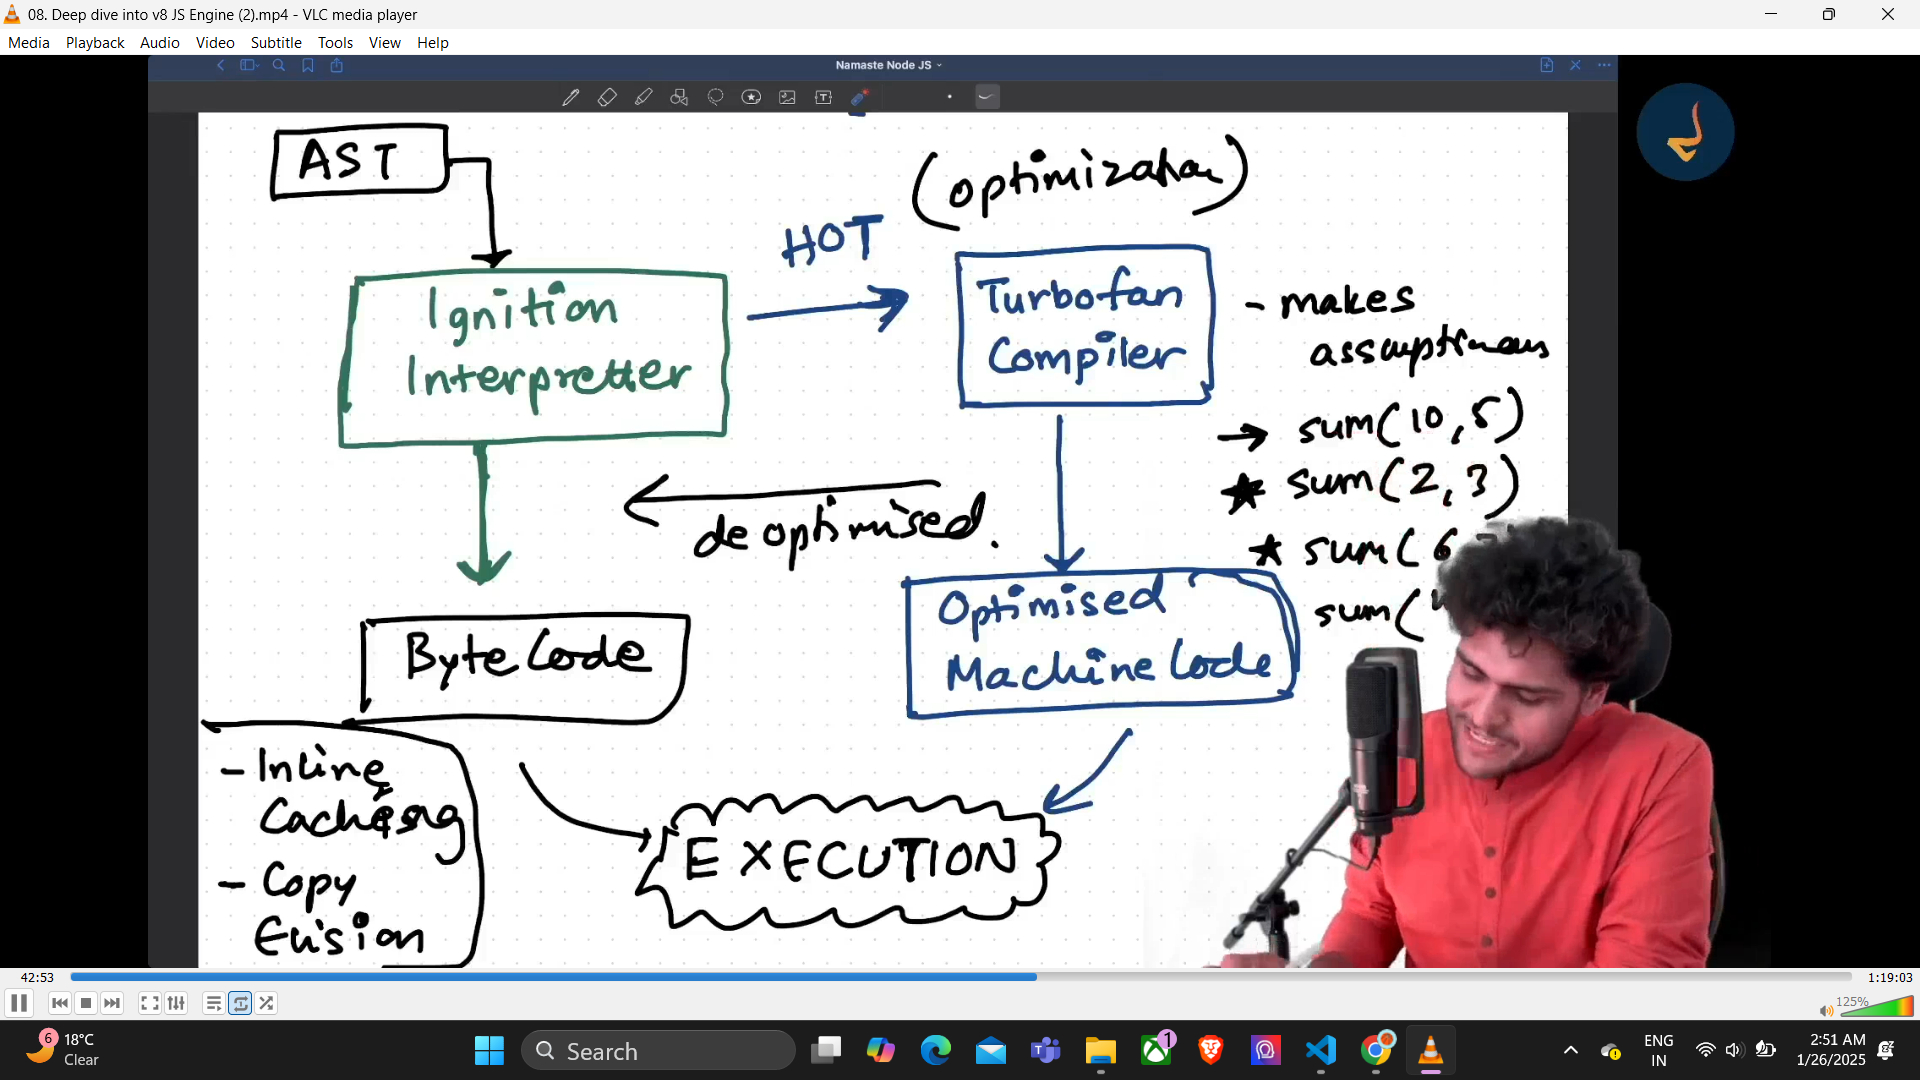 08. Deep dive into v8 JS Engine (2).mp4 - VLC media player
Media Playback Audio Video Subtitle Tools View Help
Namaste Node JS
AST
(optimization)
HOT
Ignition
Interpretter
Turbofan
Compiler
- makes
assumptions
→ sum(10,5)
★ sum(2,3)
★ sum(6
sum(
de optimised.
Byte Code
Optimised
Machine Code
- Inline
Caching
- Copy
Elision
EXECUTION
42:53
1:19:03
125%
6
18°C
Clear
Search
1
ENG
IN
2:51 AM
1/26/2025